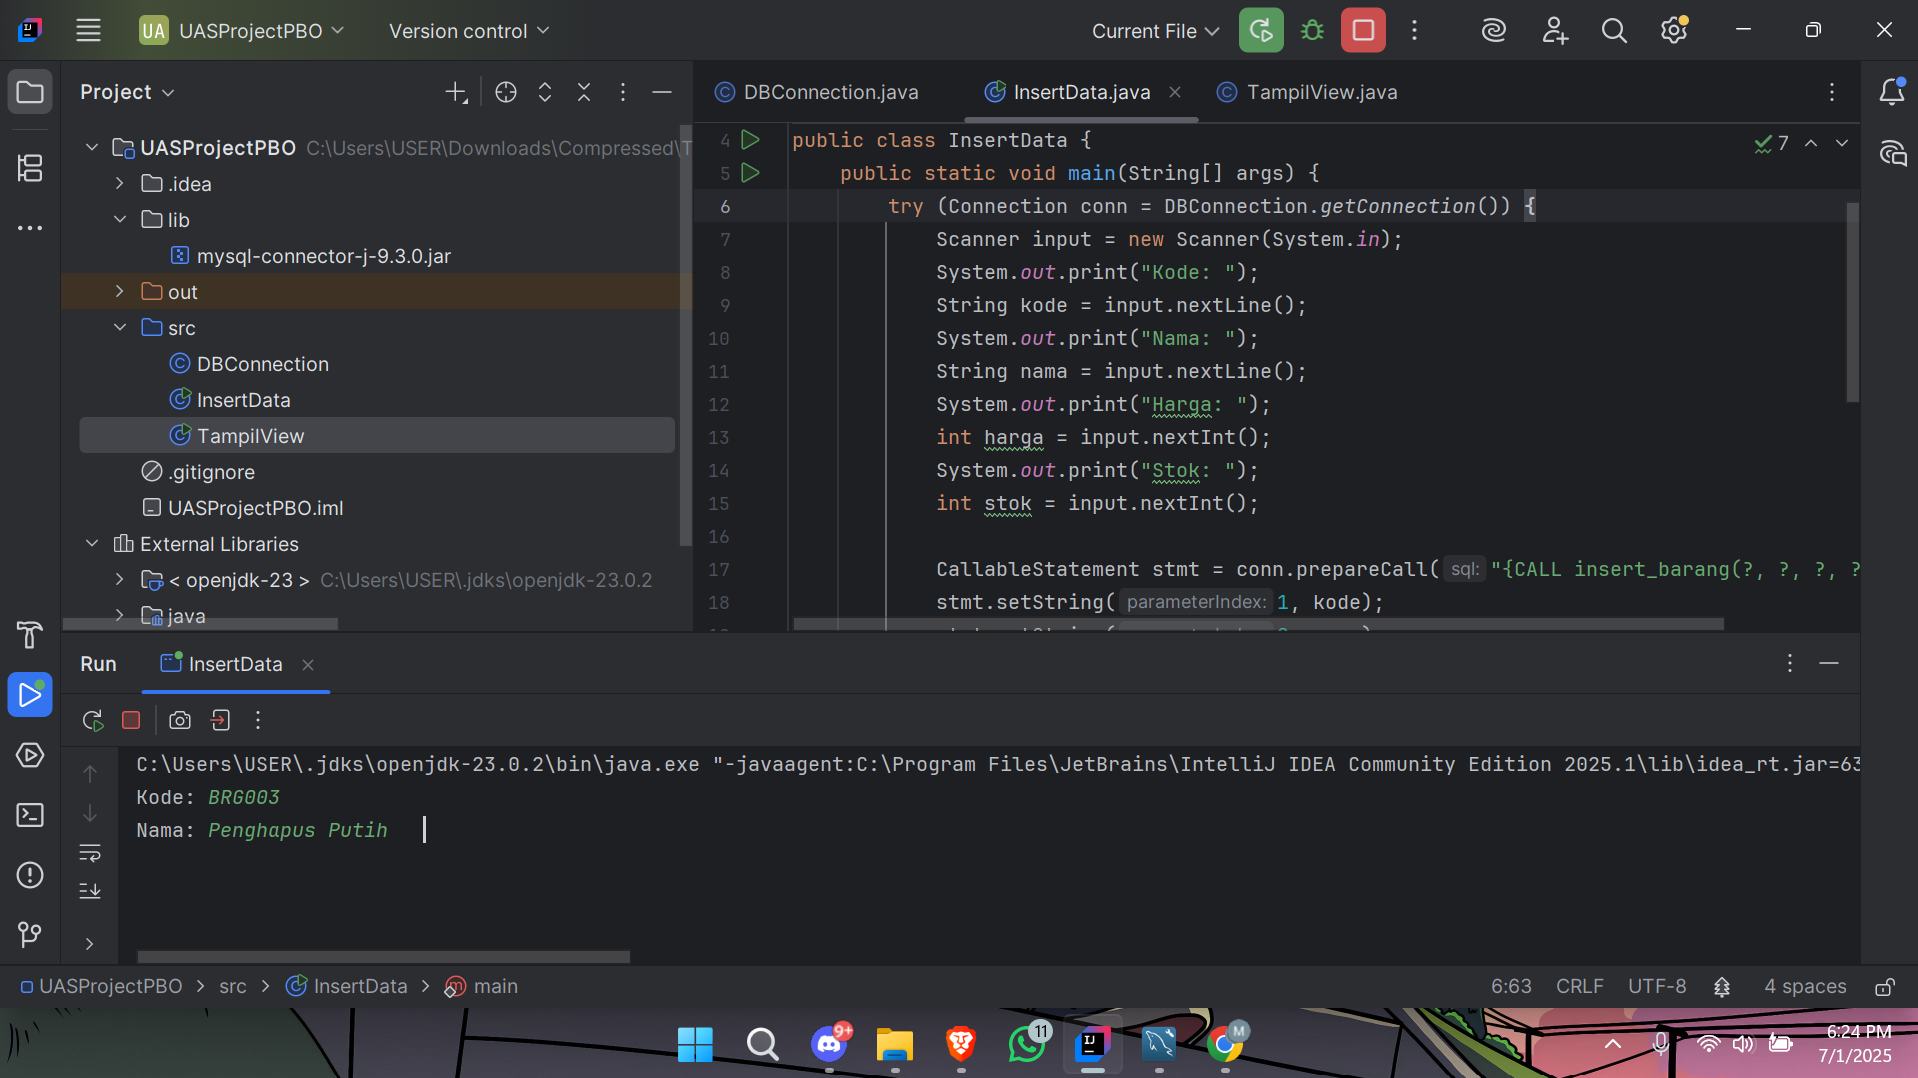 UA UASProjectPBO Version control Current File
Project
DBConnection.java InsertData.java TampilView.java
UASProjectPBO C:\Users\USER\Downloads\Compressed\T
.idea
lib
mysql-connector-j-9.3.0.jar
out
src
DBConnection
InsertData
TampilView
.gitignore
UASProjectPBO.iml
External Libraries
< openjdk-23 > C:\Users\USER\.jdks\openjdk-23.0.2
java
7
4 public class InsertData {
5 public static void main(String[] args) {
6 try (Connection conn = DBConnection.getConnection()) {
7 Scanner input = new Scanner(System.in);
8 System.out.print("Kode: ");
9 String kode = input.nextLine();
10 System.out.print("Nama: ");
11 String nama = input.nextLine();
12 System.out.print("Harga: ");
13 int harga = input.nextInt();
14 System.out.print("Stok: ");
15 int stok = input.nextInt();
16
17 CallableStatement stmt = conn.prepareCall( sql: "{CALL insert_barang(?, ?, ?, ?
18 stmt.setString( parameterIndex: 1, kode);
Run InsertData
C:\Users\USER\.jdks\openjdk-23.0.2\bin\java.exe "-javaagent:C:\Program Files\JetBrains\IntelliJ IDEA Community Edition 2025.1\lib\idea_rt.jar=63
Kode: BRG003
Nama: Penghapus Putih
UASProjectPBO > src > InsertData > main
6:63 CRLF UTF-8 4 spaces
9+
11
IJ
M
6:24 PM
7/1/2025